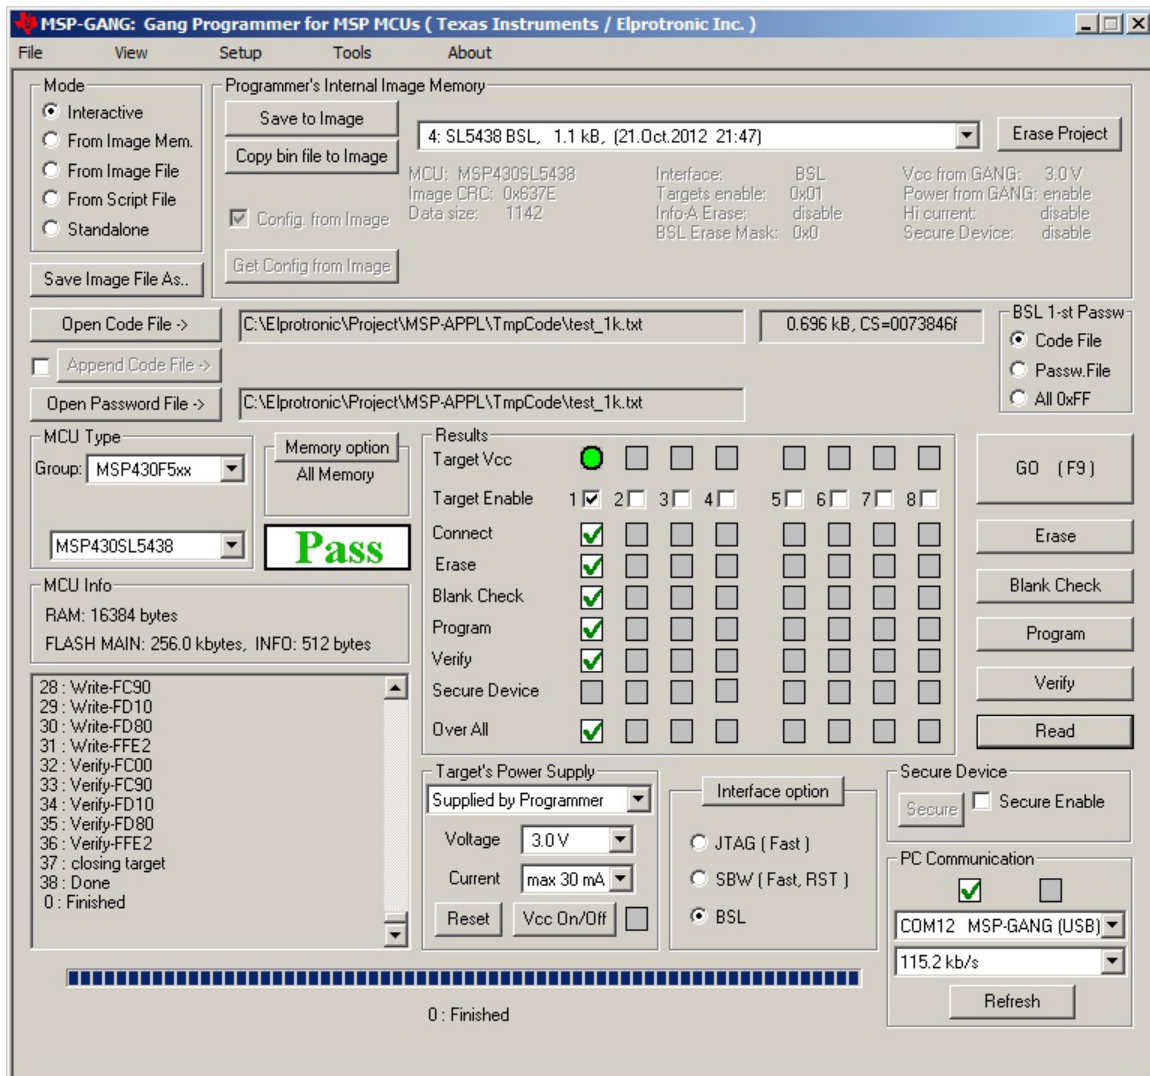 MSP-GANG: Gang Programmer for MSP MCUs ( Texas Instruments / Elprotronic Inc. )
File View Setup Tools About
Mode
Interactive
From Image Mem.
From Image File
From Script File
Standalone
Save Image File As..
Programmer's Internal Image Memory
Save to Image
Copy bin file to Image
Config. from Image
Get Config from Image
4: SL5438 BSL, 1.1 kB, (21.Oct.2012 21:47)
Erase Project
MCU: MSP430SL5438
Image CRC: 0x637E
Data size: 1142
Interface: BSL
Targets enable: 0x01
Info-A Erase: disable
BSL Erase Mask: 0x0
Vcc from GANG: 3.0 V
Power from GANG: enable
Hi current: disable
Secure Device: disable
Open Code File ->
C:\Elprotronic\Project\MSP-APPL\TmpCode\test_1k.txt
0.696 kB, CS=0073846f
Append Code File ->
Open Password File ->
C:\Elprotronic\Project\MSP-APPL\TmpCode\test_1k.txt
BSL 1-st Passw
Code File
Passw.File
All 0xFF
MCU Type
Group: MSP430F5xx
MSP430SL5438
Memory option
All Memory
Pass
MCU Info
RAM: 16384 bytes
FLASH MAIN: 256.0 kbytes, INFO: 512 bytes
28 : Write-FC90
29 : Write-FD10
30 : Write-FD80
31 : Write-FFE2
32 : Verify-FC00
33 : Verify-FC90
34 : Verify-FD10
35 : Verify-FD80
36 : Verify-FFE2
37 : closing target
38 : Done
0 : Finished
Results
Target Vcc
Target Enable 1 2 3 4 5 6 7 8
Connect
Erase
Blank Check
Program
Verify
Secure Device
Over All
GO ( F9 )
Erase
Blank Check
Program
Verify
Read
Target's Power Supply
Supplied by Programmer
Voltage 3.0 V
Current max 30 mA
Reset Vcc On/Off
Interface option
JTAG ( Fast )
SBW ( Fast, RST )
BSL
Secure Device
Secure Secure Enable
PC Communication
COM12 MSP-GANG (USB)
115.2 kb/s
Refresh
0 : Finished